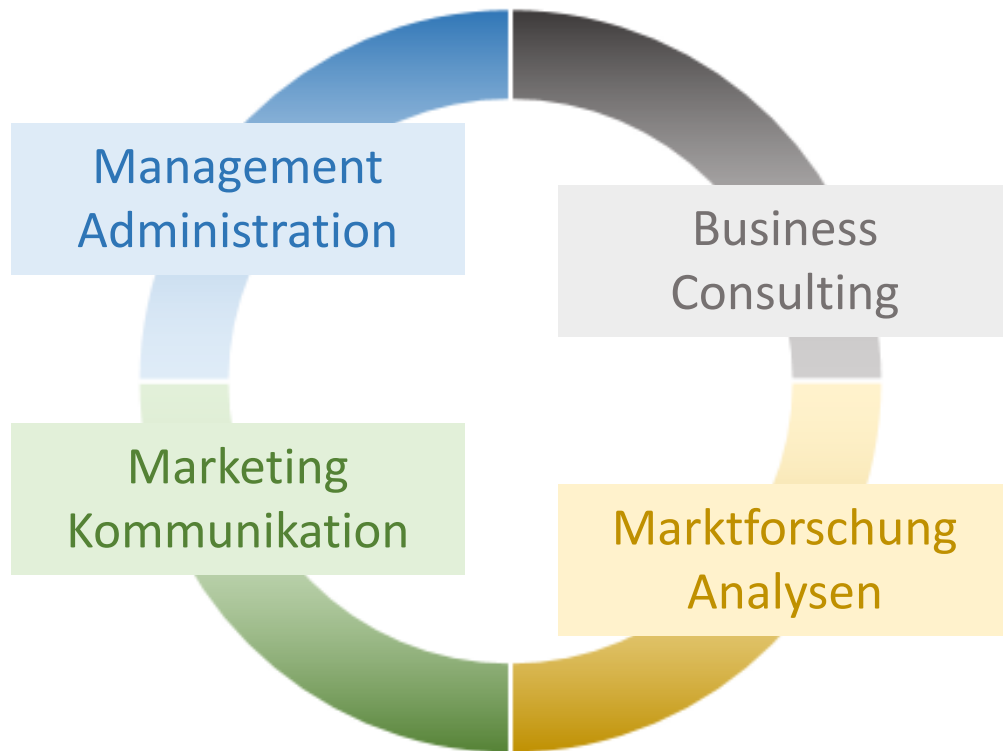 Management
Administration
Business
Consulting
Marketing
Kommunikation
Marktforschung
Analysen